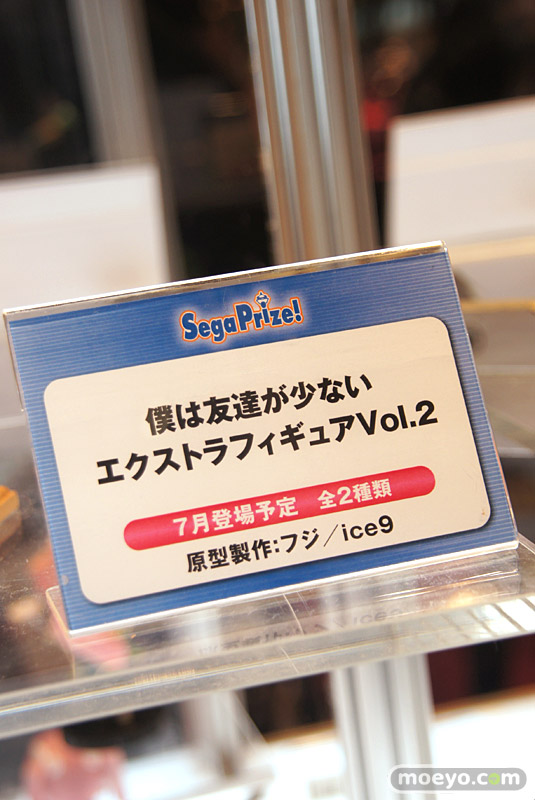 SegaPrize!
僕は友達が少ない
エクストラフィギュアVol.2
7月登場予定 全2種類
原型製作:フジ/ice9
moeyo.com